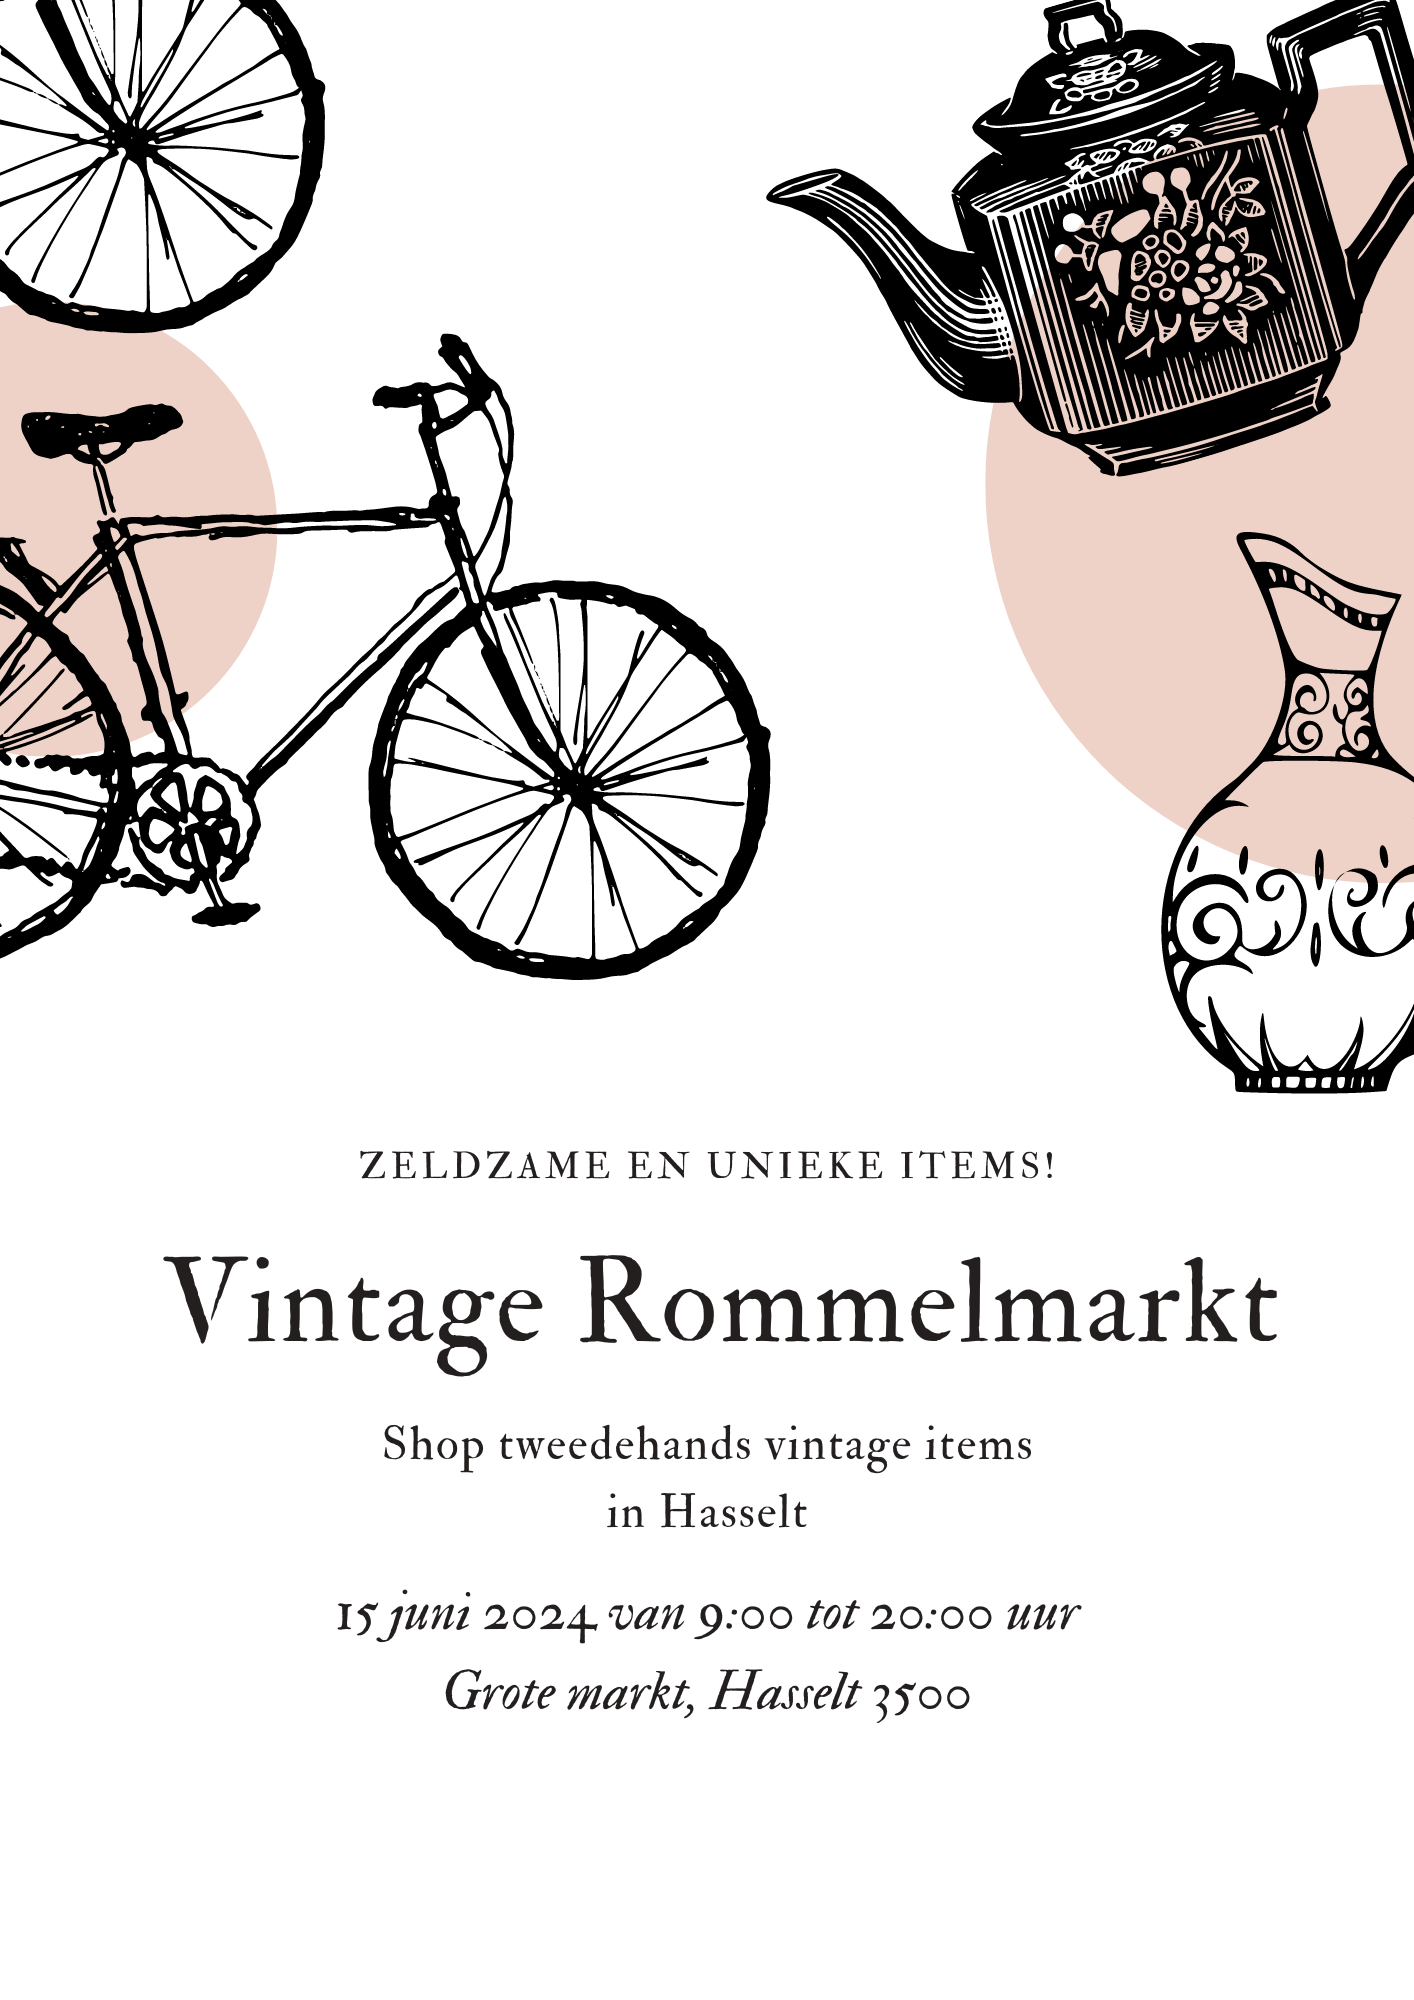 ZELDZAME EN UNIEKE ITEMS!
Vintage Rommelmarkt
Shop tweedehands vintage items
in Hasselt
15 juni 2024 van 9:00 tot 20:00 uur
Grote markt, Hasselt 3500